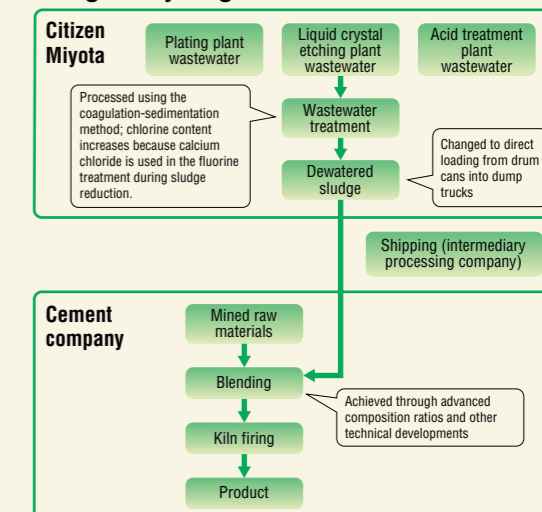 Citizen
Miyota
Plating plant
wastewater
Liquid crystal
etching plant
wastewater
Acid treatment
plant
wastewater
Processed using the
coagulation-sedimentation
method; chlorine content
increases because calcium
chloride is used in the fluorine
treatment during sludge
reduction.
Wastewater
treatment
Dewatered
sludge
Changed to direct
loading from drum
cans into dump
trucks
Shipping (intermediary
processing company)
Cement
company
Mined raw
materials
Blending
Achieved through advanced
composition ratios and other
technical developments
Kiln firing
Product